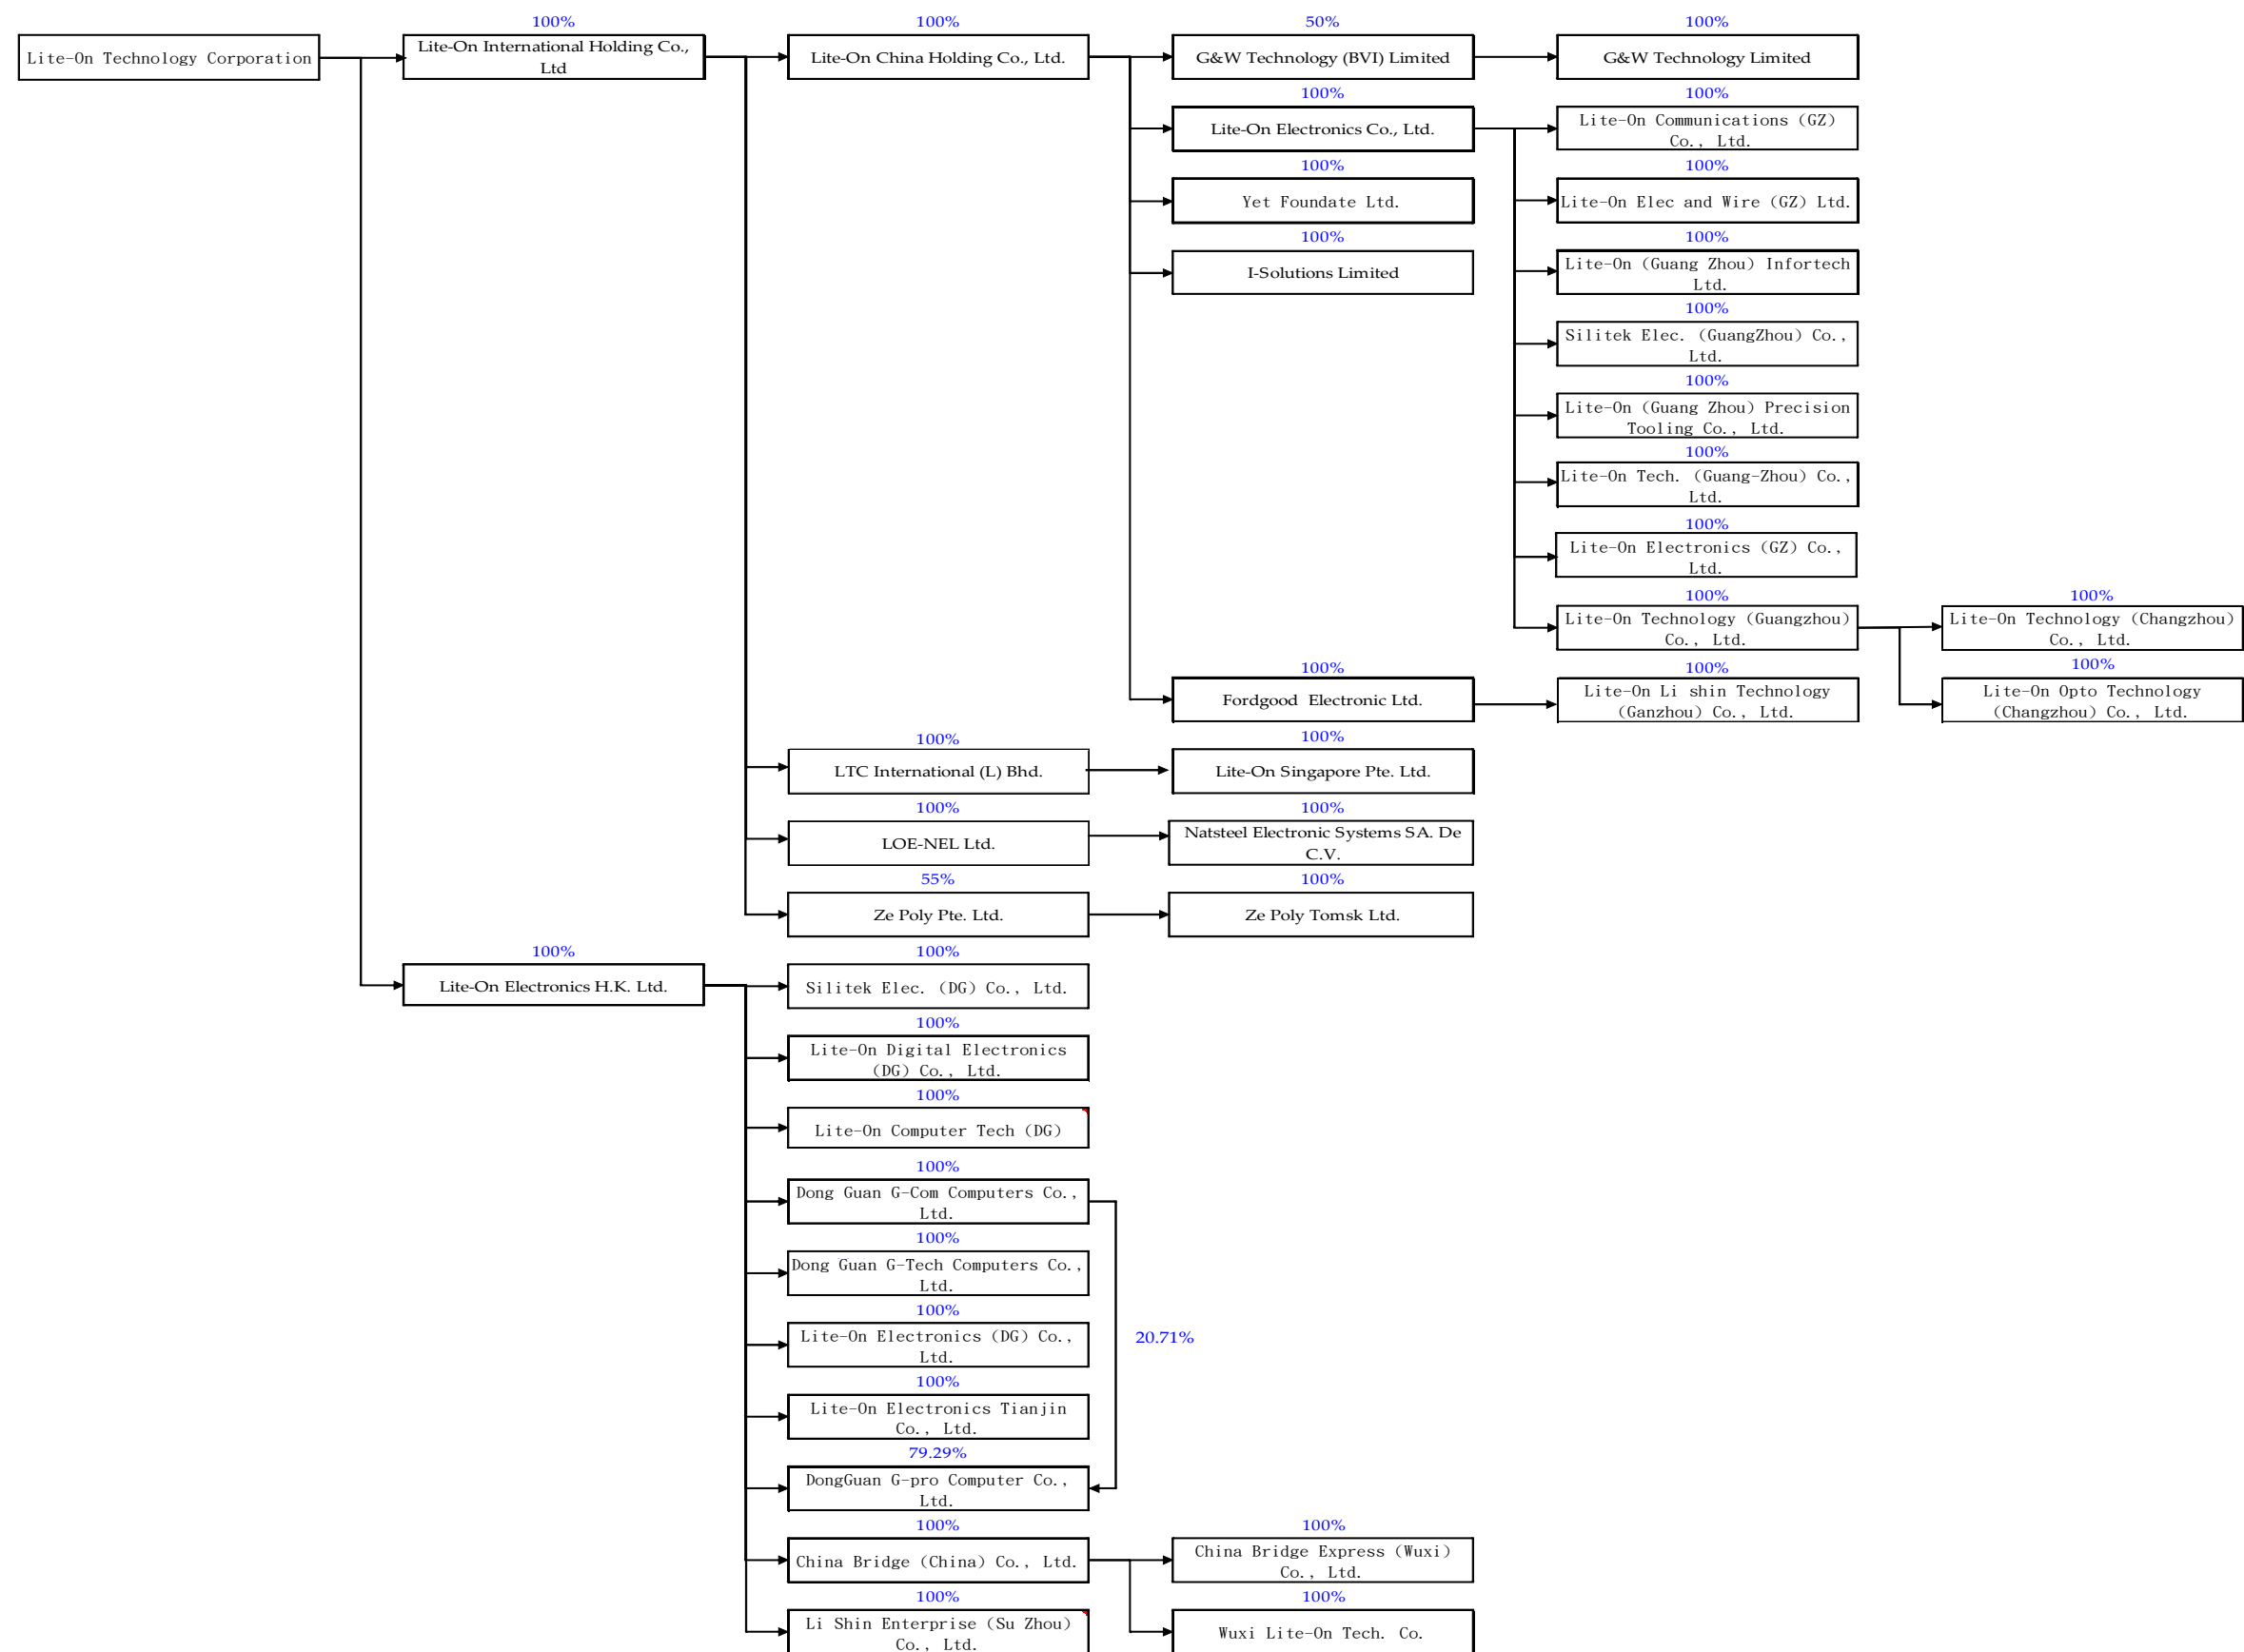 100%
100%
50%
100%
Lite-On Technology Corporation
Lite-On International Holding Co.,
Ltd
Lite-On China Holding Co., Ltd.
G&W Technology (BVI) Limited
G&W Technology Limited
100%
100%
Lite-On Electronics Co., Ltd.
Lite-On Communications (GZ)
Co., Ltd.
100%
100%
Yet Foundate Ltd.
Lite-On Elec and Wire (GZ) Ltd.
100%
100%
I-Solutions Limited
Lite-On (Guang Zhou) Infortech
Ltd.
100%
Silitek Elec. (GuangZhou) Co.,
Ltd.
100%
Lite-On (Guang Zhou) Precision
Tooling Co., Ltd.
100%
Lite-On Tech. (Guang-Zhou) Co.,
Ltd.
100%
Lite-On Electronics (GZ) Co.,
Ltd.
100%
100%
Lite-On Technology (Guangzhou)
Co., Ltd.
Lite-On Technology (Changzhou)
Co., Ltd.
100%
100%
100%
Fordgood Electronic Ltd.
Lite-On Li shin Technology
(Ganzhou) Co., Ltd.
Lite-On Opto Technology
(Changzhou) Co., Ltd.
100%
100%
LTC International (L) Bhd.
Lite-On Singapore Pte. Ltd.
100%
100%
LOE-NEL Ltd.
Natsteel Electronic Systems SA. De
C.V.
55%
100%
Ze Poly Pte. Ltd.
Ze Poly Tomsk Ltd.
100%
100%
Lite-On Electronics H.K. Ltd.
Silitek Elec. (DG) Co., Ltd.
100%
Lite-On Digital Electronics
(DG) Co., Ltd.
100%
Lite-On Computer Tech (DG)
100%
Dong Guan G-Com Computers Co.,
Ltd.
100%
Dong Guan G-Tech Computers Co.,
Ltd.
100%
20.71%
Lite-On Electronics (DG) Co.,
Ltd.
100%
Lite-On Electronics Tianjin
Co., Ltd.
79.29%
DongGuan G-pro Computer Co.,
Ltd.
100%
100%
China Bridge (China) Co., Ltd.
China Bridge Express (Wuxi)
Co., Ltd.
100%
100%
Li Shin Enterprise (Su Zhou)
Co., Ltd.
Wuxi Lite-On Tech. Co.